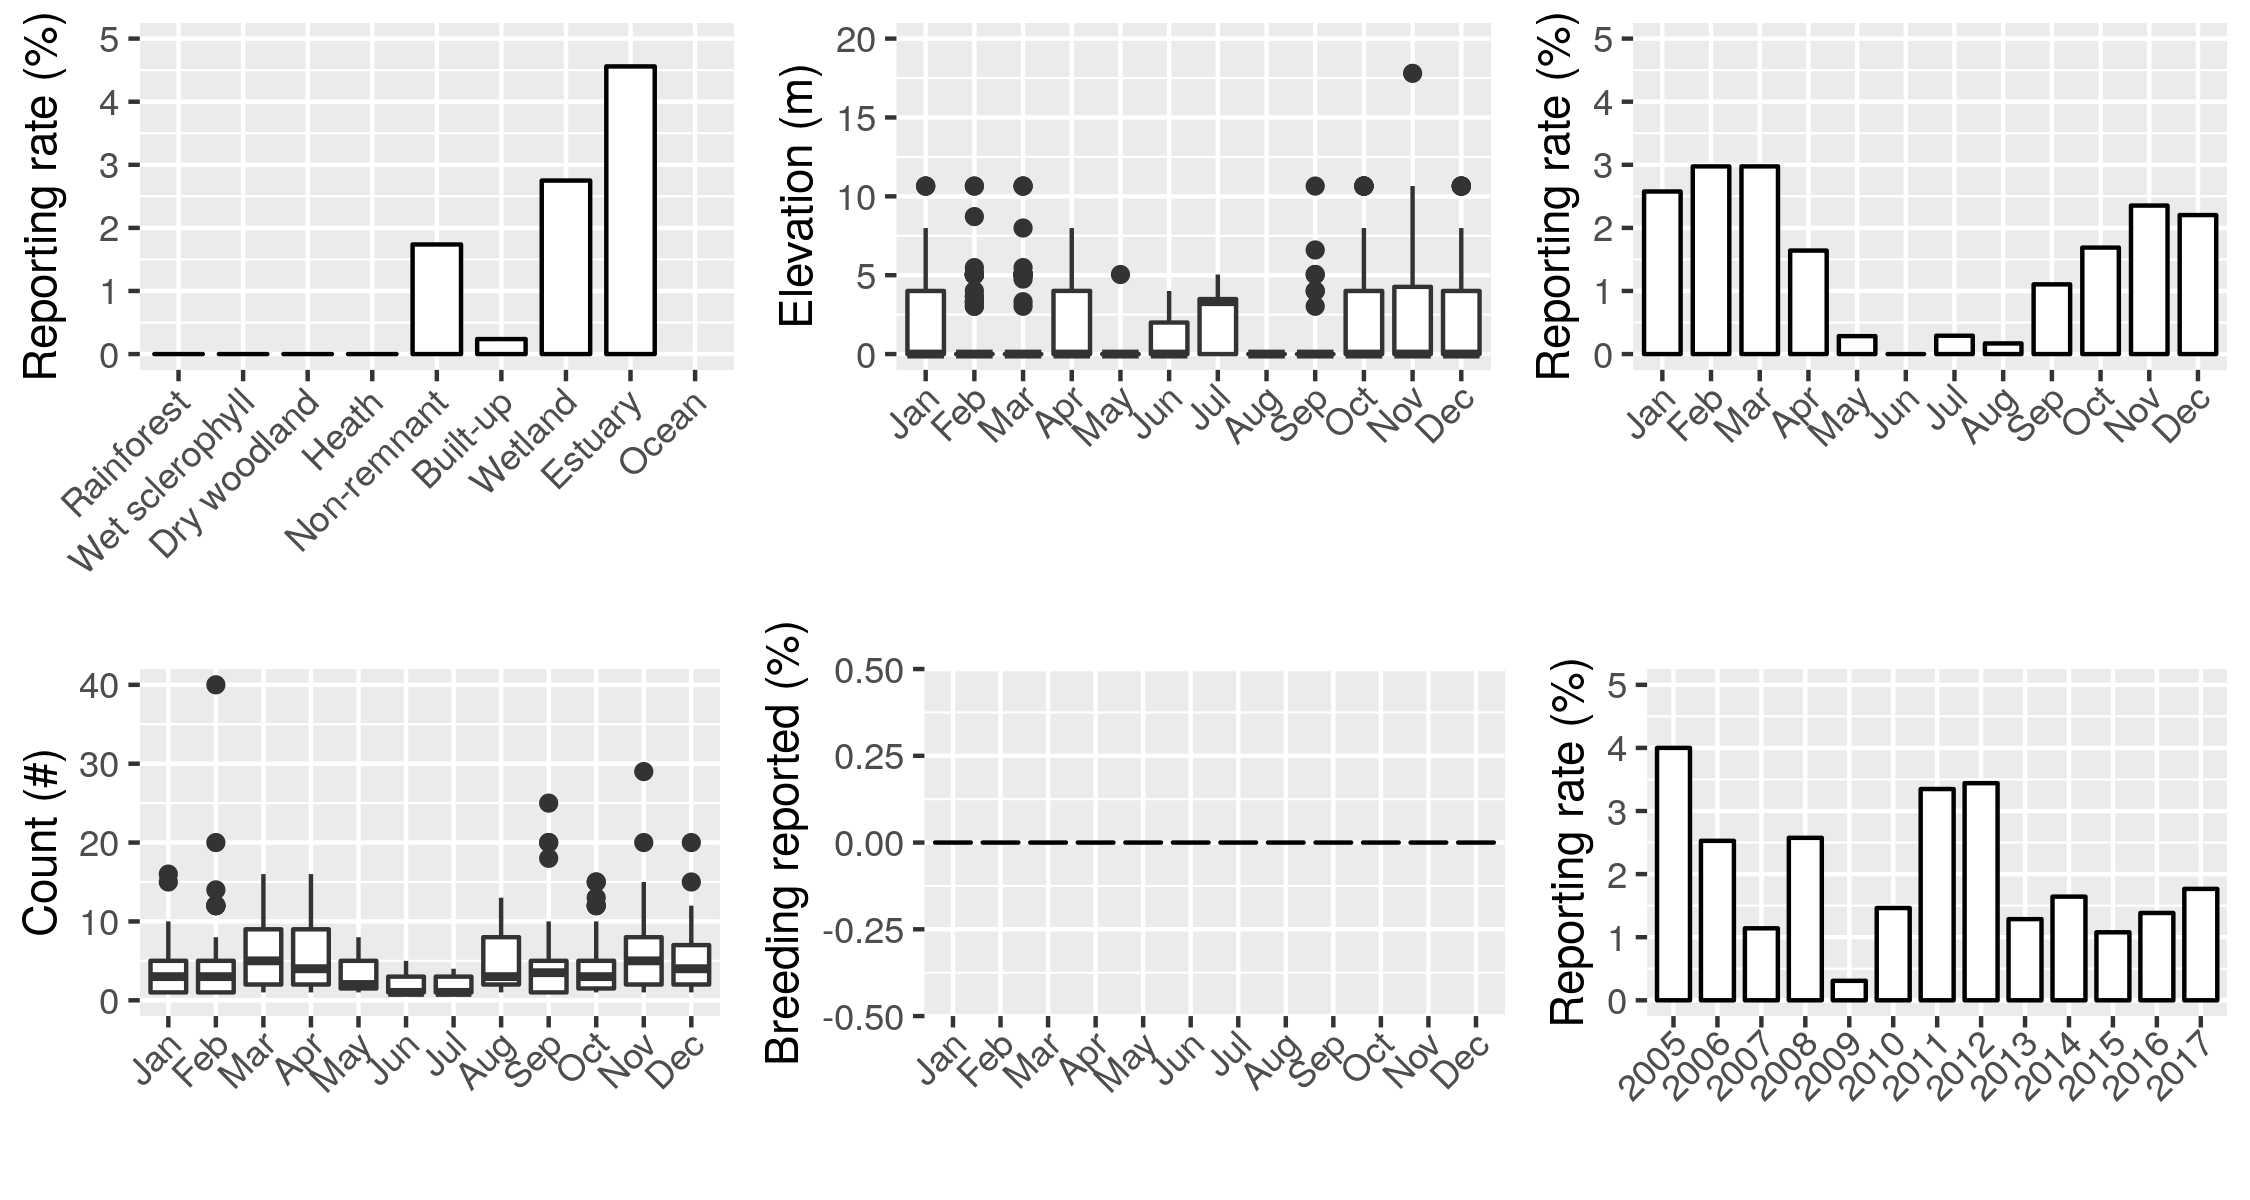 Reporting rate (%)
5
4
3
2
1
0
Rainforest
Wet sclerophyll
Dry woodland
Heath
Non-remnant
Built-up
Wetland
Estuary
Ocean
Elevation (m)
20
15
10
5
0
Jan
Feb
Mar
Apr
May
Jun
Jul
Aug
Sep
Oct
Nov
Dec
Reporting rate (%)
5
4
3
2
1
0
Jan
Feb
Mar
Apr
May
Jun
Jul
Aug
Sep
Oct
Nov
Dec
Count (#)
40
30
20
10
0
Jan
Feb
Mar
Apr
May
Jun
Jul
Aug
Sep
Oct
Nov
Dec
Breeding reported (%)
0.50
0.25
0.00
-0.25
-0.50
Jan
Feb
Mar
Apr
May
Jun
Jul
Aug
Sep
Oct
Nov
Dec
Reporting rate (%)
5
4
3
2
1
0
2005
2006
2007
2008
2009
2010
2011
2012
2013
2014
2015
2016
2017